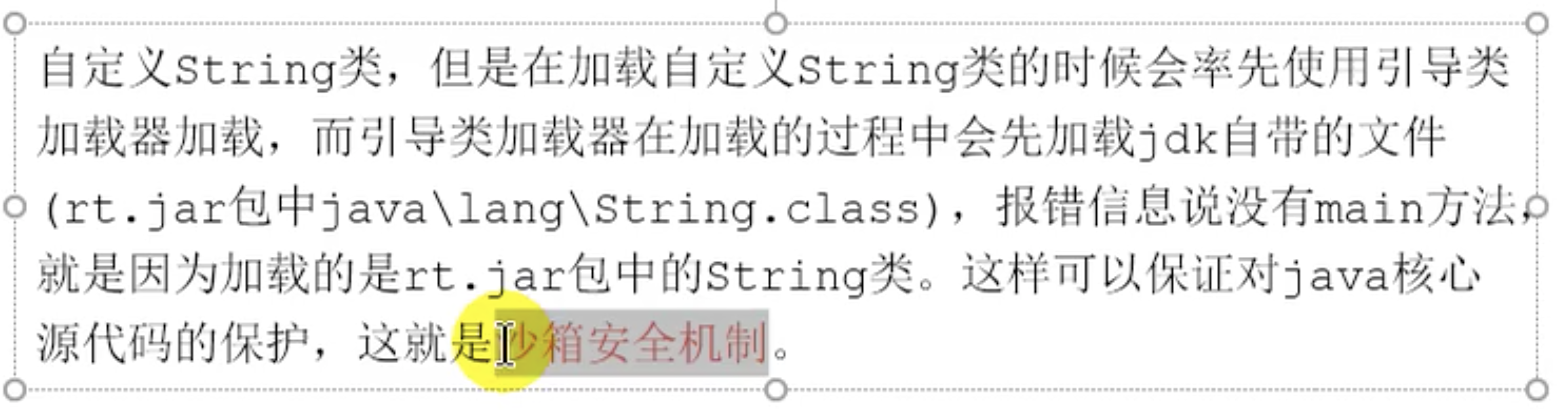 自定义String类，但是在加载自定义String类的时候会率先使用引导类
加载器加载，而引导类加载器在加载的过程中会先加载jdk自带的文件
(rt.jar包中java\lang\String.class)，报错信息说没有main方法，
就是因为加载的是rt.jar包中的String类。这样可以保证对java核心
源代码的保护，这就是沙箱安全机制。